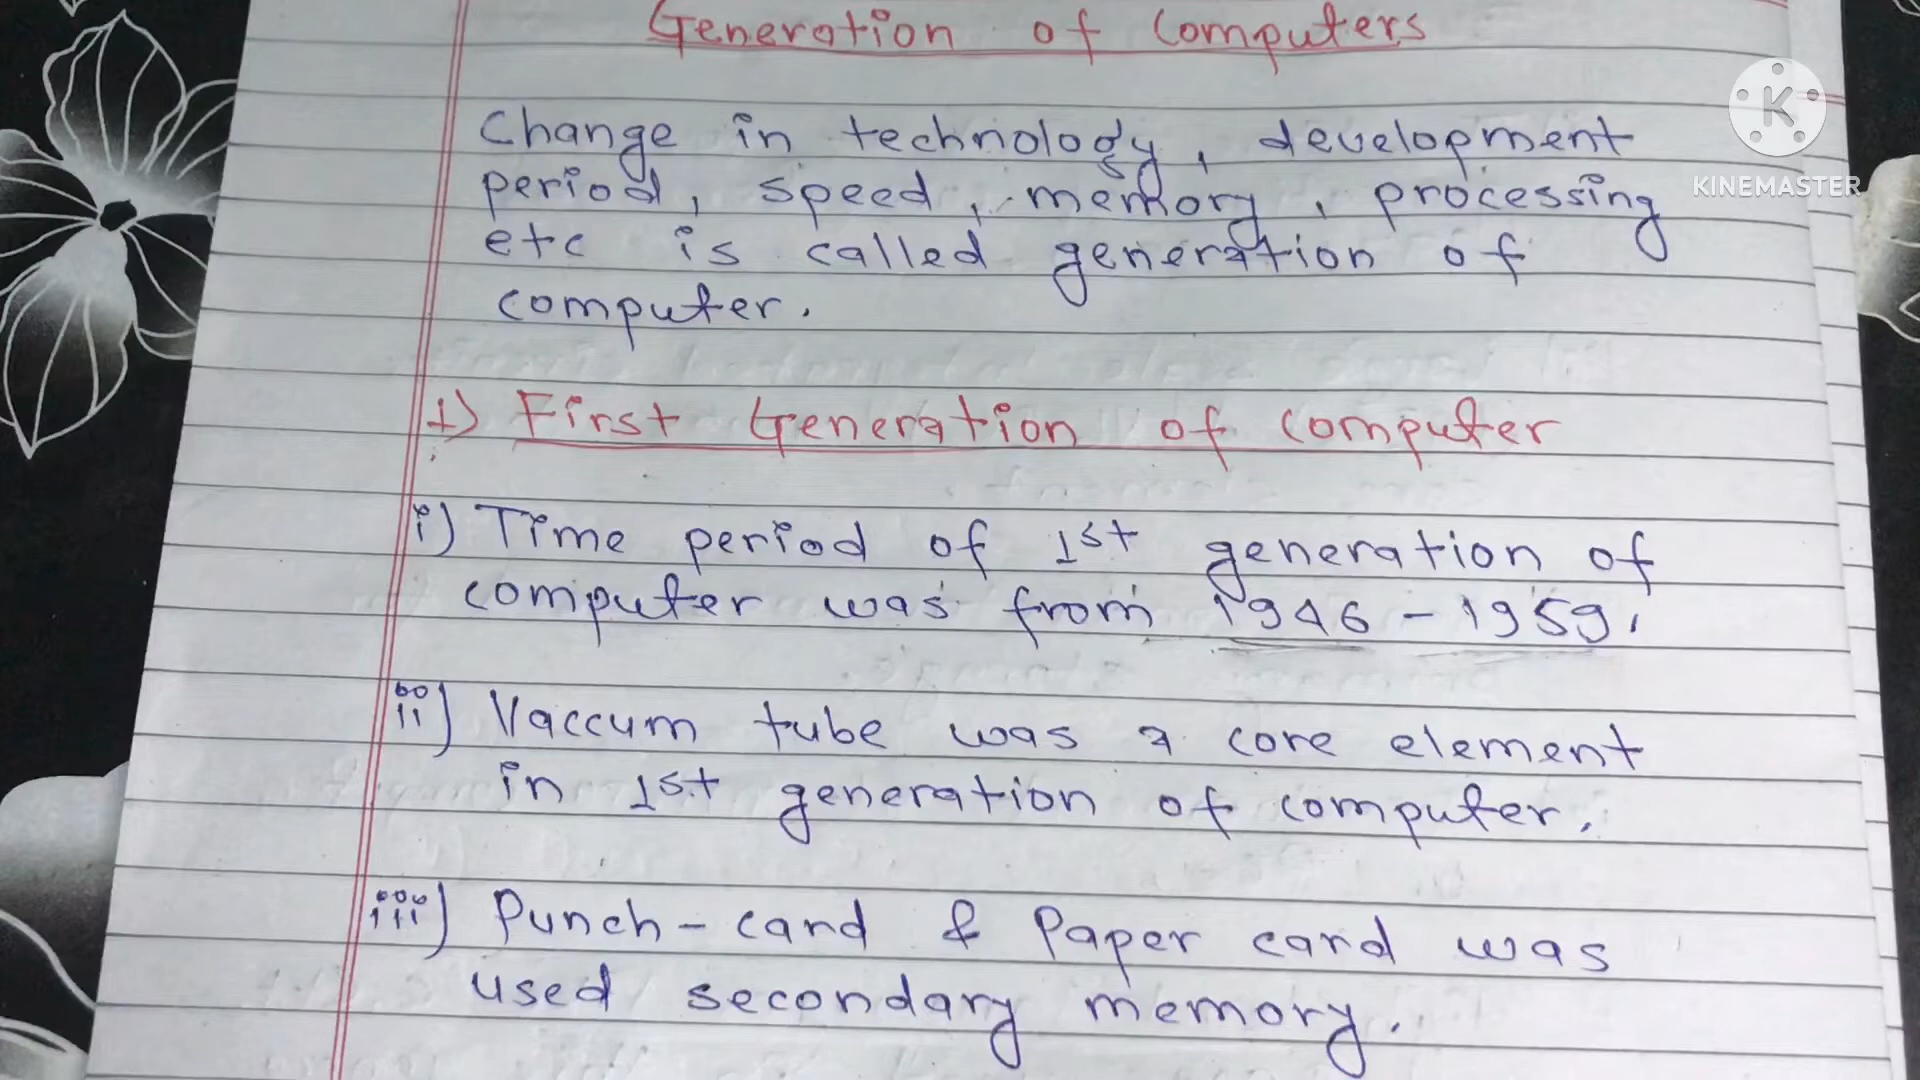 Generation of Computers
Change in technology, development
period, speed, memory, processing
etc is called generation of
computer.
1) First Generation of computer
i) Time period of 1st generation of
computer was from 1946 - 1959.
ii) Vaccum tube was a core element
in 1st generation of computer.
iii) Punch-card & Paper card was
used secondary memory.
K
KINEMASTER